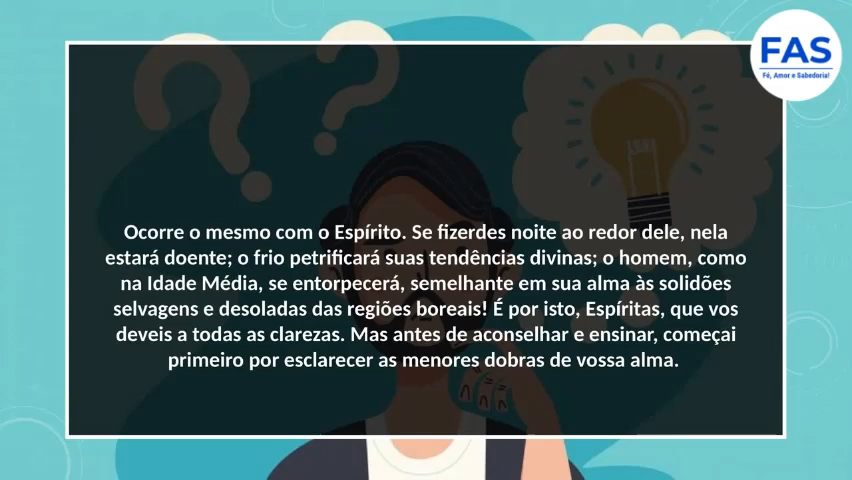 FAS
Fé, Amor e Sabedoria!
Ocorre o mesmo com o Espírito. Se fizerdes noite ao redor dele, nela
estará doente; o frio petrificará suas tendências divinas; o homem, como
na Idade Média, se entorpecerá, semelhante em sua alma às solidões
selvagens e desoladas das regiões boreais! É por isto, Espíritas, que vos
deveis a todas as clarezas. Mas antes de aconselhar e ensinar, começai
primeiro por esclarecer as menores dobras de vossa alma.